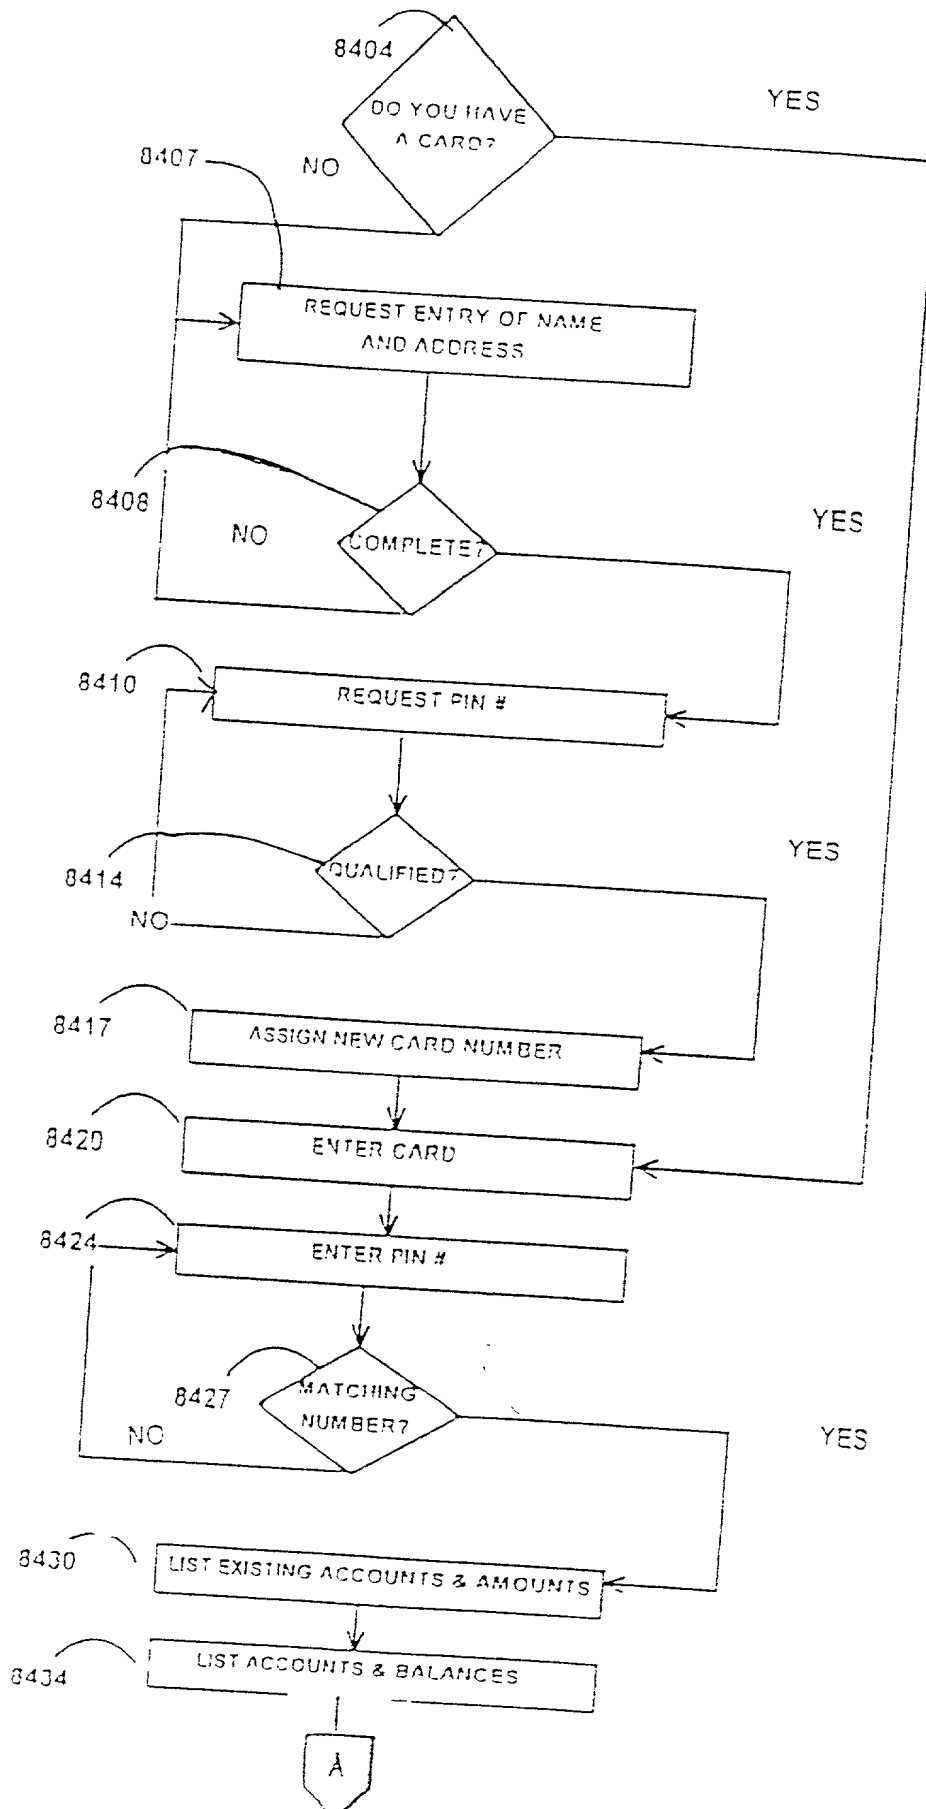 8404
DO YOU HAVE
A CARD?
YES
8407
NO
REQUEST ENTRY OF NAME
AND ADDRESS
8408
NO
COMPLETE?
YES
8410
REQUEST PIN #
8414
QUALIFIED?
YES
NO
8417
ASSIGN NEW CARD NUMBER
8420
ENTER CARD
8424
ENTER PIN #
8427
MATCHING
NUMBER?
NO
YES
8430
LIST EXISTING ACCOUNTS & AMOUNTS
8434
LIST ACCOUNTS & BALANCES
A